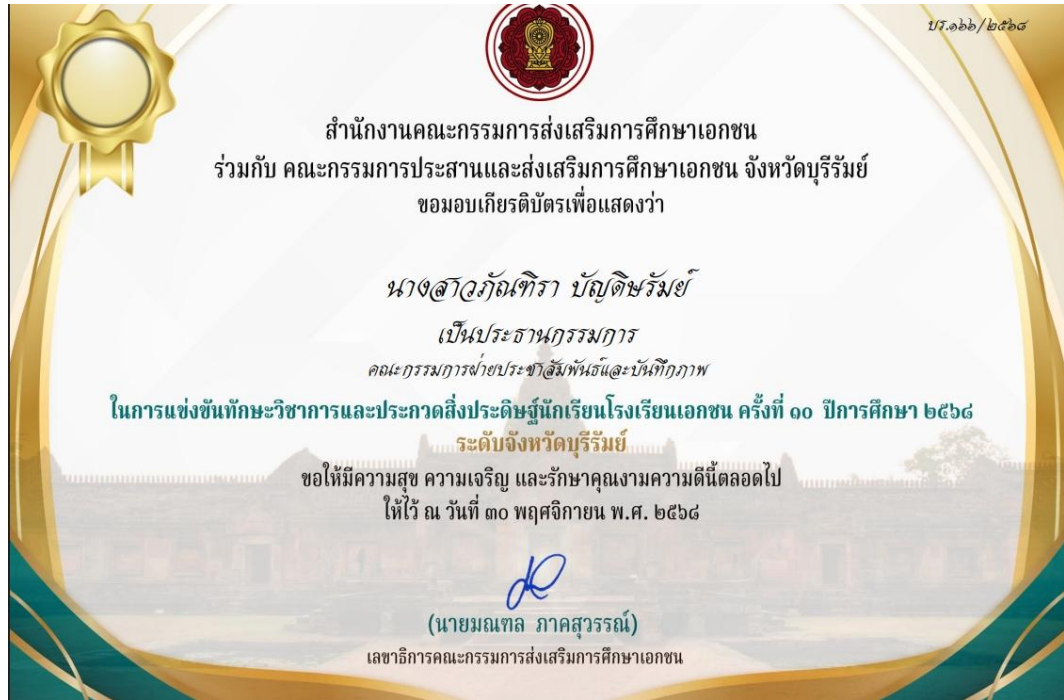 บร.๑๖๖/๒๕๖๘
สำนักงานคณะกรรมการส่งเสริมการศึกษาเอกชน
ร่วมกับ คณะกรรมการประสานและส่งเสริมการศึกษาเอกชน จังหวัดบุรีรัมย์
ขอมอบเกียรติบัตรเพื่อแสดงว่า
นางสาวภัณฑิรา บัญดิษรัมย์
เป็นประธานกรรมการ
คณะกรรมการฝ่ายประชาสัมพันธ์และบันทึกภาพ
ในการแข่งขันทักษะวิชาการและประกวดสิ่งประดิษฐ์นักเรียนโรงเรียนเอกชน ครั้งที่ ๑๐ ปีการศึกษา ๒๕๖๘
ระดับจังหวัดบุรีรัมย์
ขอให้มีความสุข ความเจริญ และรักษาคุณงามความดีนี้ตลอดไป
ให้ไว้ ณ วันที่ ๓๐ พฤศจิกายน พ.ศ. ๒๕๖๘
(นายมณฑล ภาคสุวรรณ์)
เลขาธิการคณะกรรมการส่งเสริมการศึกษาเอกชน